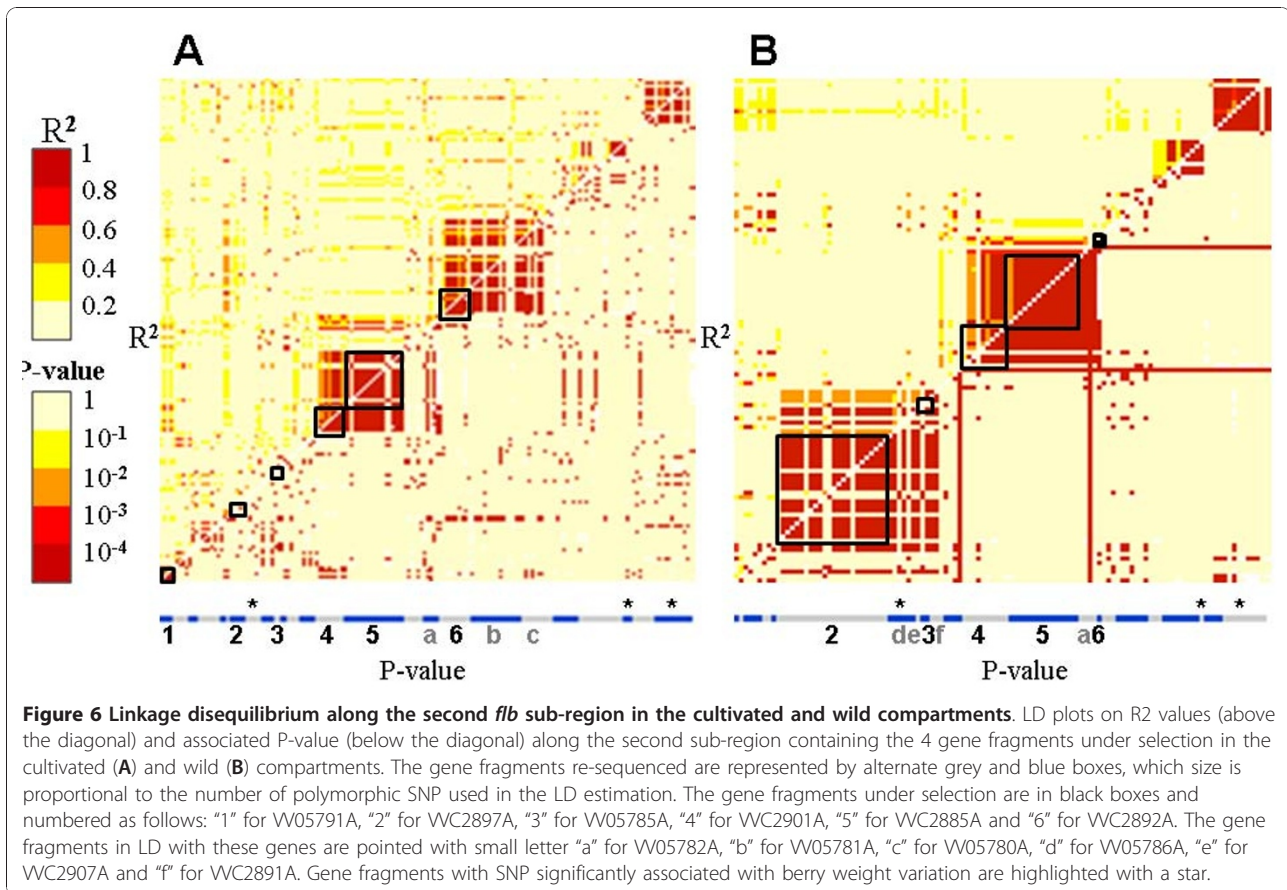 A
B
R²
1
0.8
0.6
0.4
0.2
P-value
1
10⁻¹
10⁻²
10⁻³
10⁻⁴
R²
R²
* * *
* * *
1 2 3 4 5 a 6 b c
2 de3f 4 5 a6
P-value
P-value
Figure 6 Linkage disequilibrium along the second flb sub-region in the cultivated and wild compartments. LD plots on R2 values (above
the diagonal) and associated P-value (below the diagonal) along the second sub-region containing the 4 gene fragments under selection in the
cultivated (A) and wild (B) compartments. The gene fragments re-sequenced are represented by alternate grey and blue boxes, which size is
proportional to the number of polymorphic SNP used in the LD estimation. The gene fragments under selection are in black boxes and
numbered as follows: "1" for VV05791A, "2" for VVC2897A, "3" for VV05785A, "4" for VVC2901A, "5" for VVC2885A and "6" for VVC2892A. The gene
fragments in LD with these genes are pointed with small letter "a" for VV05782A, "b" for VV05781A, "c" for VV05780A, "d" for VV05786A, "e" for
VVC2907A and "f" for VVC2891A. Gene fragments with SNP significantly associated with berry weight variation are highlighted with a star.